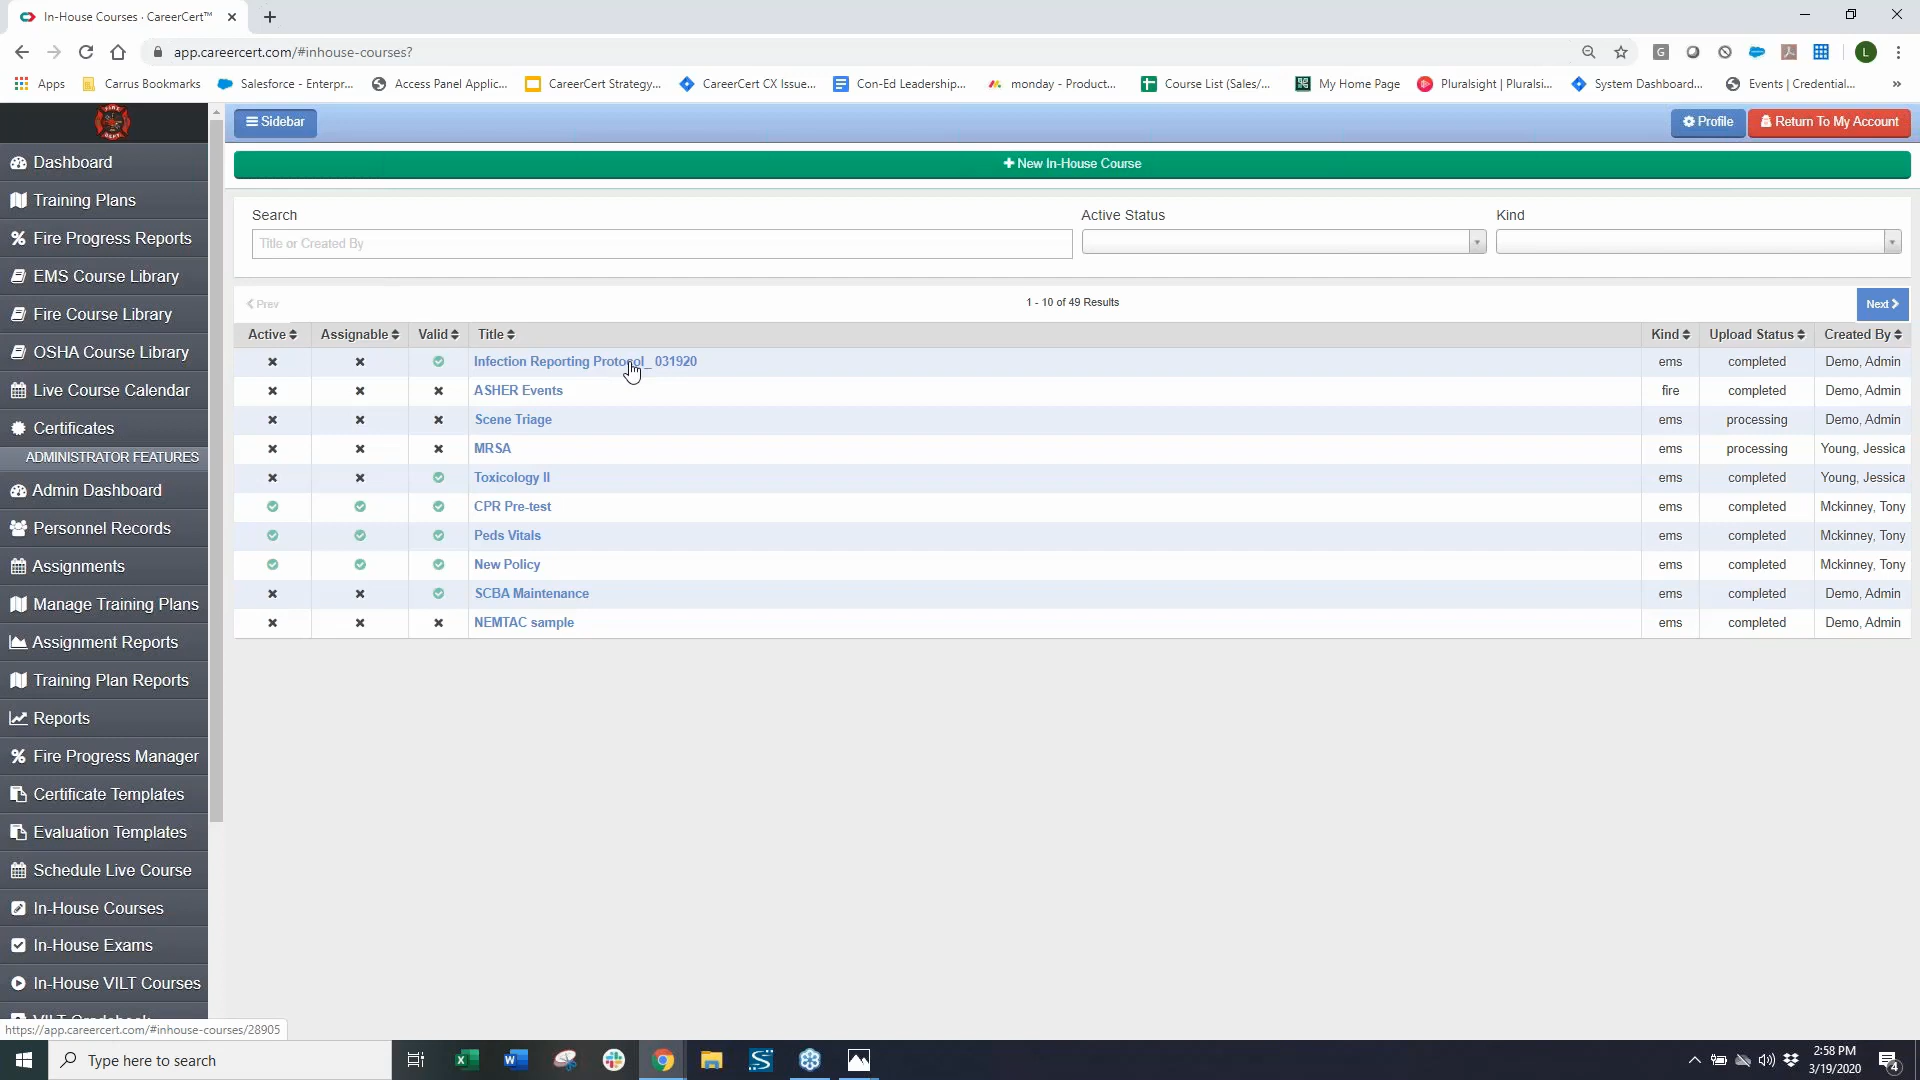 In-House Courses · CareerCert™
app.careercert.com/#inhouse-courses?
Apps
Carrus Bookmarks
Salesforce - Enterpr...
Access Panel Applic...
CareerCert Strategy...
CareerCert CX Issue...
Con-Ed Leadership...
monday - Product...
Course List (Sales/...
My Home Page
Pluralsight | Pluralsi...
System Dashboard...
Events | Credential...
Sidebar
Profile
Return To My Account
Dashboard
Training Plans
Fire Progress Reports
EMS Course Library
Fire Course Library
OSHA Course Library
Live Course Calendar
Certificates
ADMINISTRATOR FEATURES
Admin Dashboard
Personnel Records
Assignments
Manage Training Plans
Assignment Reports
Training Plan Reports
Reports
Fire Progress Manager
Certificate Templates
Evaluation Templates
Schedule Live Course
In-House Courses
In-House Exams
In-House VILT Courses
New In-House Course
Search
Active Status
Kind
Title or Created By
Prev
1 - 10 of 49 Results
Next
Active Assignable Valid Title Kind Upload Status Created By
Infection Reporting Protocol_ 031920 ems completed Demo, Admin
ASHER Events fire completed Demo, Admin
Scene Triage ems processing Demo, Admin
MRSA ems processing Young, Jessica
Toxicology II ems completed Young, Jessica
CPR Pre-test ems completed Mckinney, Tony
Peds Vitals ems completed Mckinney, Tony
New Policy ems completed Mckinney, Tony
SCBA Maintenance ems completed Demo, Admin
NEMTAC sample ems completed Demo, Admin
https://app.careercert.com/#inhouse-courses/28905
Type here to search
2:58 PM
3/19/2020
4